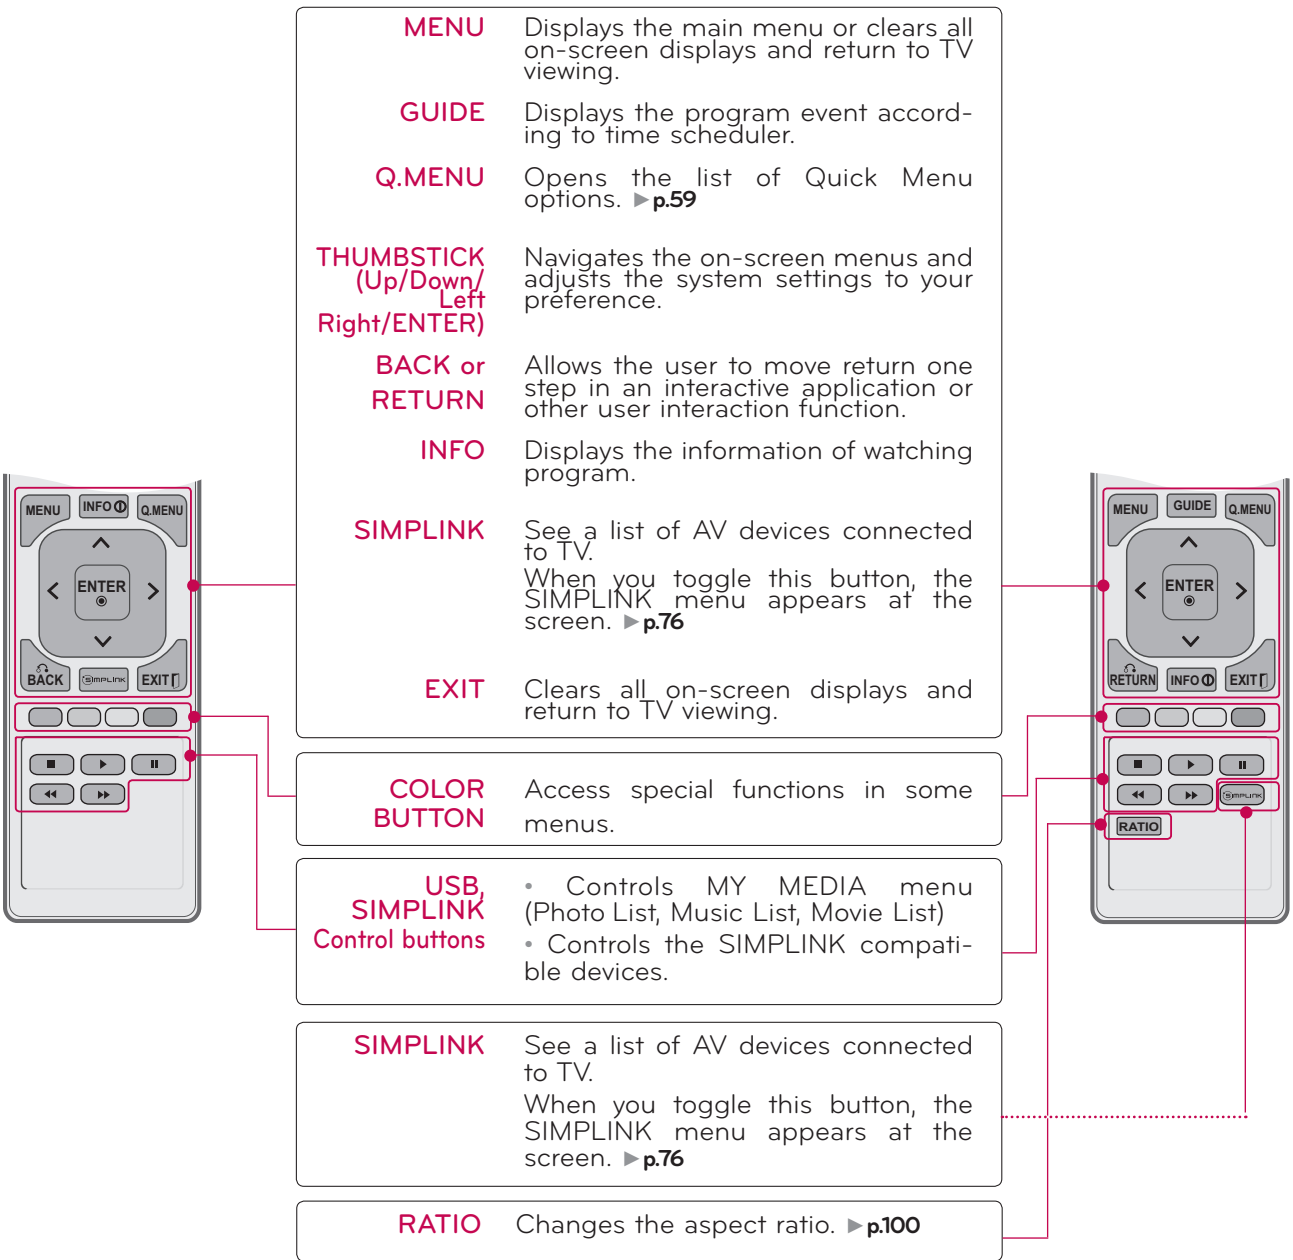 MENU Displays the main menu or clears all
on-screen displays and return to TV
viewing.
GUIDE Displays the program event accord-
ing to time scheduler.
Q.MENU Opens the list of Quick Menu
options. ►p.59
THUMBSTICK Navigates the on-screen menus and
(Up/Down/ adjusts the system settings to your
Left preference.
Right/ENTER)
BACK or Allows the user to move return one
step in an interactive application or
RETURN other user interaction function.
INFO Displays the information of watching
program.
SIMPLINK See a list of AV devices connected
to TV.
When you toggle this button, the
SIMPLINK menu appears at the
screen. ►p.76
EXIT Clears all on-screen displays and
return to TV viewing.
MENU INFO Q.MENU
ENTER
BACK SIMPLINK EXIT
MENU GUIDE Q.MENU
ENTER
RETURN INFO EXIT
SIMPLINK
RATIO
COLOR Access special functions in some
BUTTON menus.
USB, • Controls MY MEDIA menu
SIMPLINK (Photo List, Music List, Movie List)
Control buttons • Controls the SIMPLINK compati-
ble devices.
SIMPLINK See a list of AV devices connected
to TV.
When you toggle this button, the
SIMPLINK menu appears at the
screen. ►p.76
RATIO Changes the aspect ratio. ►p.100